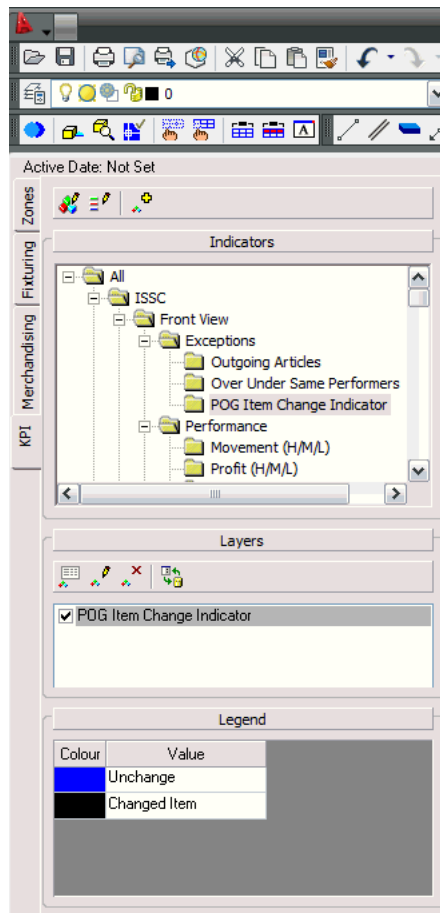 0
Active Date: Not Set
Zones
Fixturing
Merchandising
KPI
Indicators
All
ISSC
Front View
Exceptions
Outgoing Articles
Over Under Same Performers
POG Item Change Indicator
Performance
Movement (H/M/L)
Profit (H/M/L)
Layers
POG Item Change Indicator
Legend
Colour Value
Unchange
Changed Item